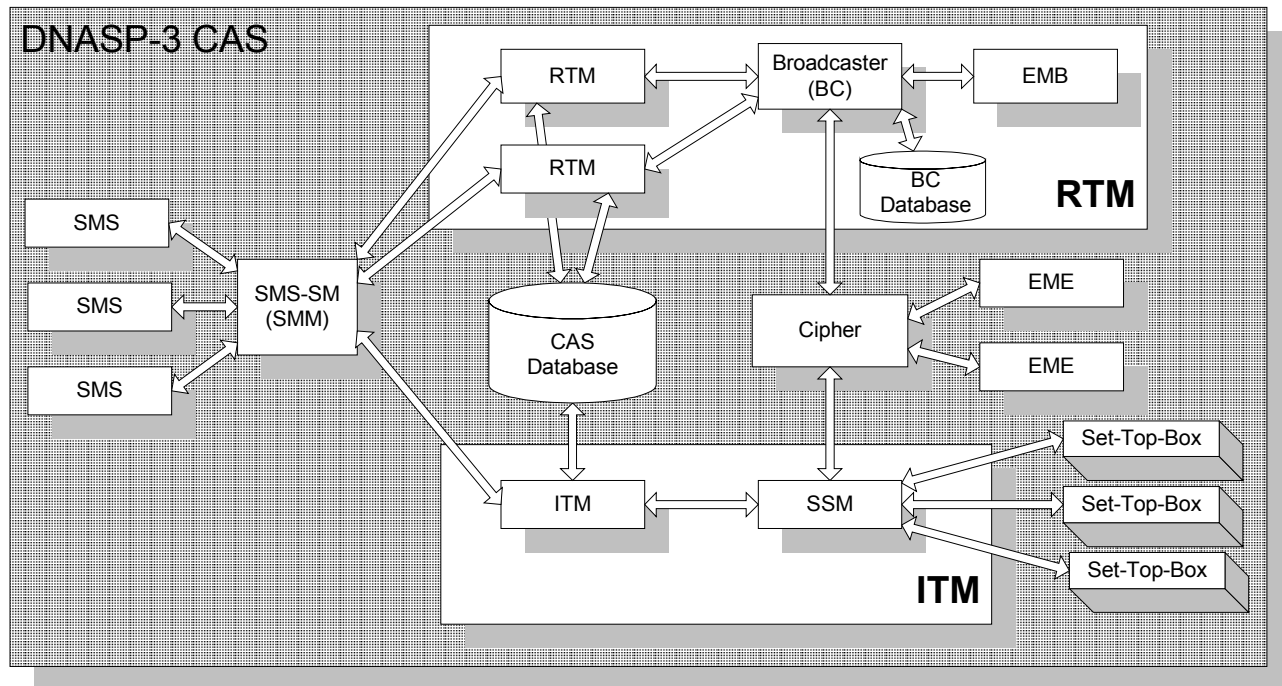 DNASP-3 CAS
RTM
Broadcaster
(BC)
EMB
RTM
BC
Database
RTM
SMS
SMS
SMS
SMS-SM
(SMM)
CAS
Database
Cipher
EME
EME
ITM
SSM
Set-Top-Box
Set-Top-Box
Set-Top-Box
ITM